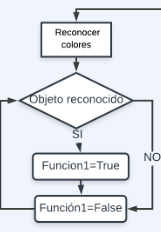 Reconocer
colores
Objeto reconocido
SI
NO
Funcion1=True
Función1=False